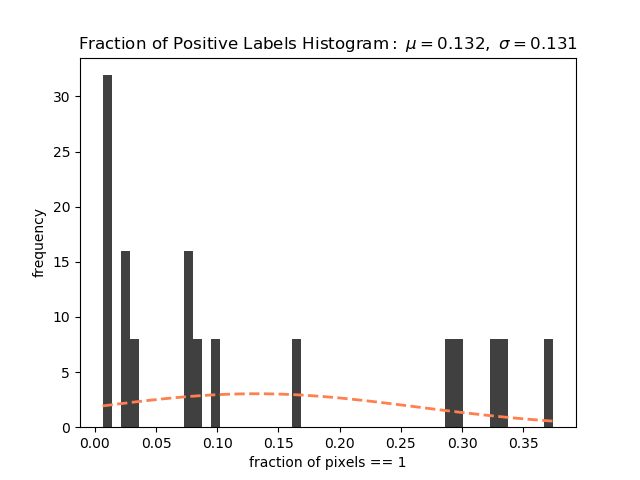 Fraction of Positive Labels Histogram : μ = 0.132, σ = 0.131
frequency
30
25
20
15
10
5
0
0.00 0.05 0.10 0.15 0.20 0.25 0.30 0.35
fraction of pixels == 1